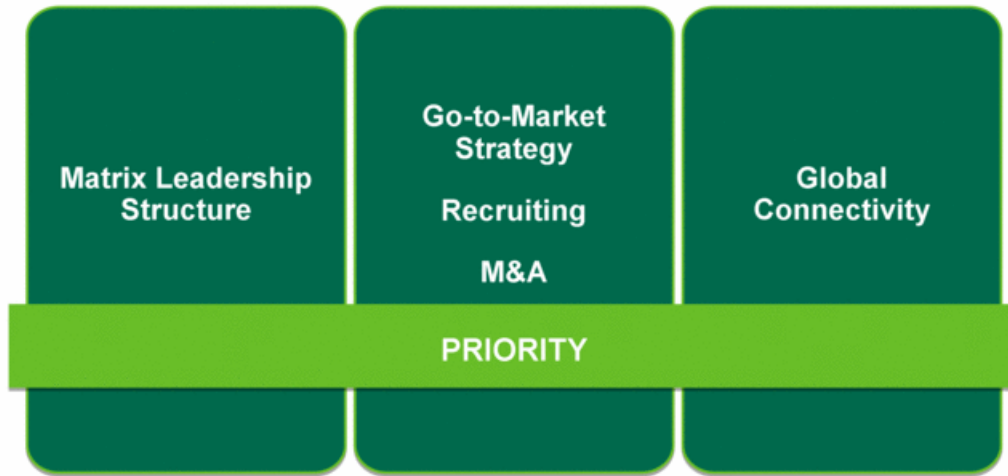 Matrix Leadership
Structure
Go-to-Market
Strategy
Recruiting
M&A
Global
Connectivity
PRIORITY